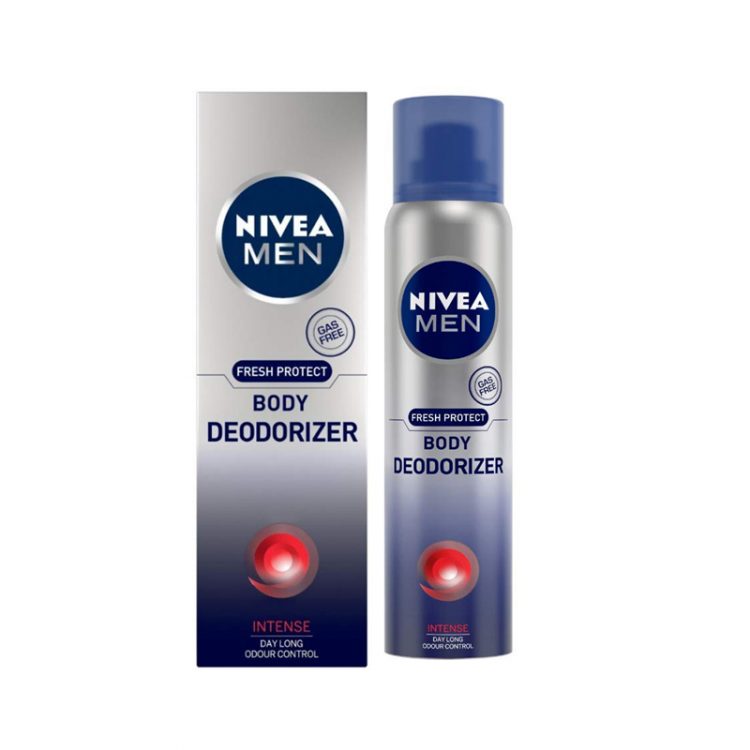 NIVEA
MEN
GAS
FREE
FRESH PROTECT
BODY
DEODORIZER
INTENSE
DAY LONG
ODOUR CONTROL
NIVEA
MEN
GAS
FREE
FRESH PROTECT
BODY
DEODORIZER
INTENSE
DAY LONG
ODOUR CONTROL